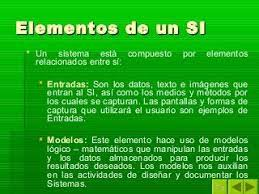 Elementos de un SI
Un sistema está compuesto por elementos
relacionados entre sí:
Entradas: Son los datos, texto e imágenes que
entran al SI, así como los medios y métodos por
los cuales se capturan. Las pantallas y formas de
captura que utilizará el usuario son ejemplos de
Entradas.
Modelos: Este elemento hace uso de modelos
lógico – matemáticos que manipulan las entradas
y los datos almacenados para producir los
resultados deseados. Los modelos nos auxilian
en las actividades de diseñar y documentar los
Sistemas.